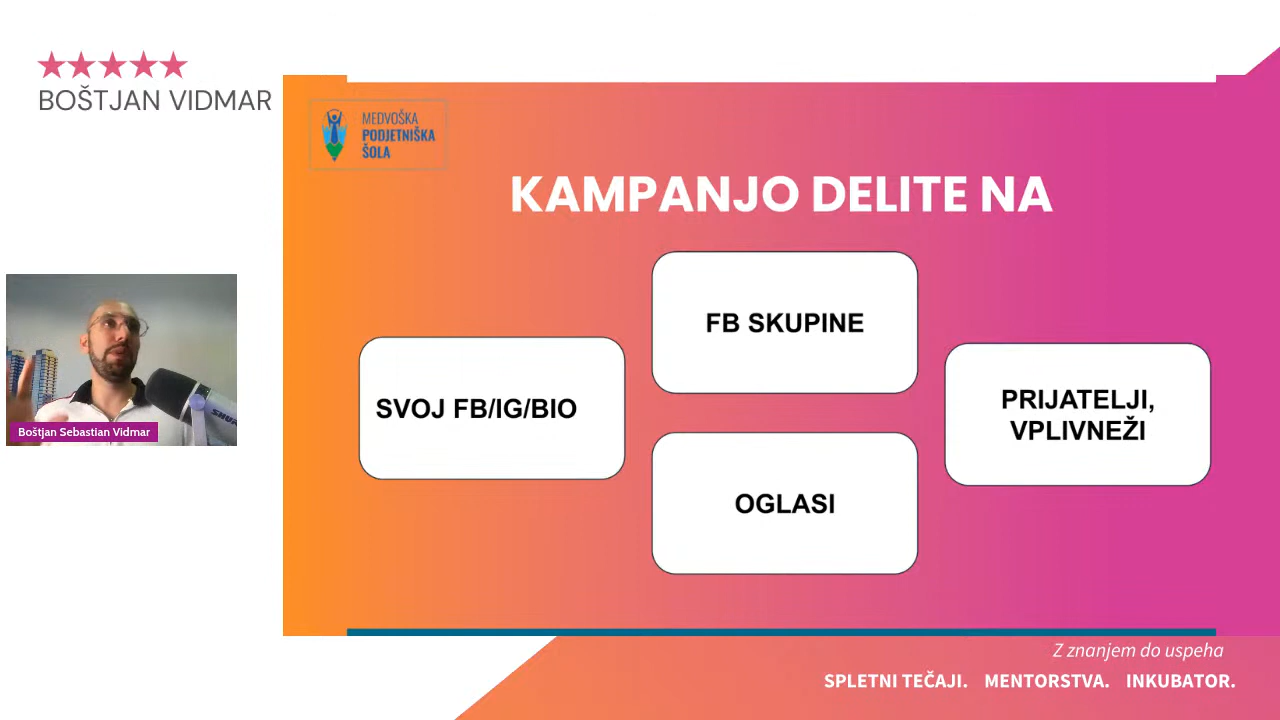 ★★★★★
BOŠTJAN VIDMAR
MEDVOŠKA
PODJETNIŠKA
ŠOLA
KAMPANJO DELITE NA
FB SKUPINE
SVOJ FB/IG/BIO
PRIJATELJI,
VPLIVNEŽI
OGLASI
SHURE
Boštjan Sebastian Vidmar
Z znanjem do uspeha
SPLETNI TEČAJI. MENTORSTVA. INKUBATOR.